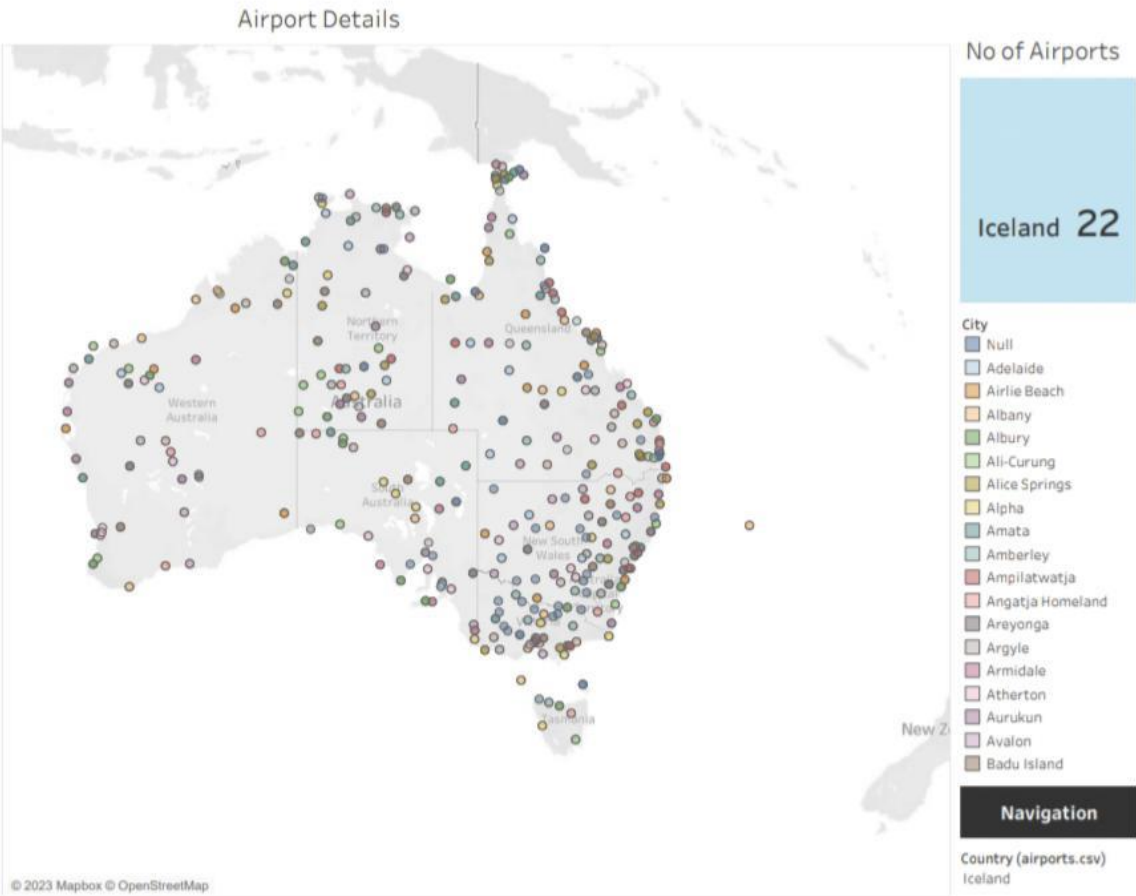 Airport Details
No of Airports
Iceland 22
Northern
Territory
Queensland
Western
Australia
Australia
South
Australia
New South
Wales
Tasmania
New Z
City
Null
Adelaide
Airlie Beach
Albany
Albury
Ali-Curung
Alice Springs
Alpha
Amata
Amberley
Ampilatwatja
Angatja Homeland
Areyonga
Argyle
Armidale
Atherton
Aurukun
Avalon
Badu Island
Navigation
Country (airports.csv)
Iceland
© 2023 Mapbox © OpenStreetMap